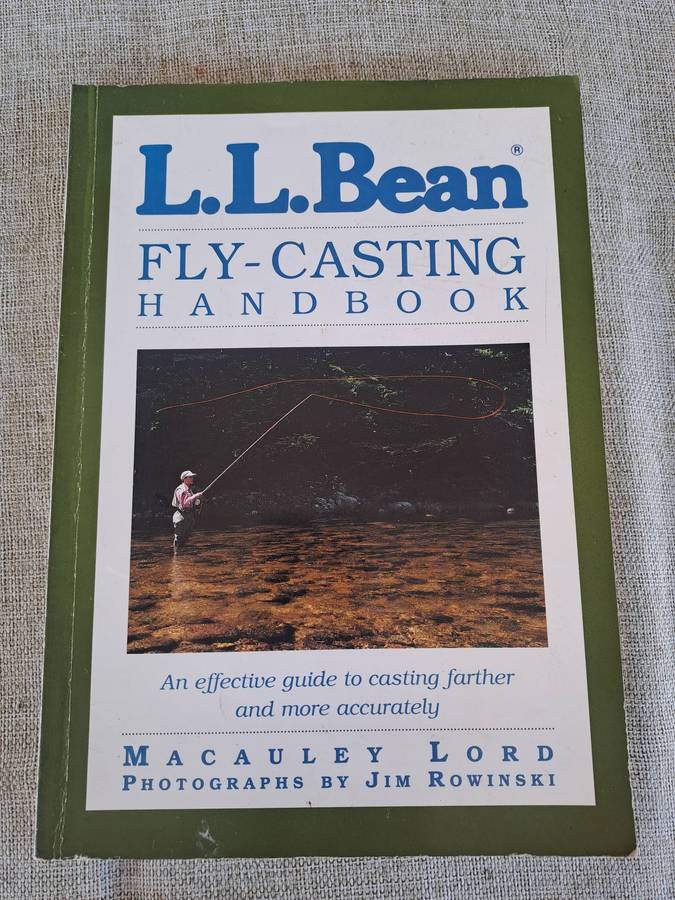 L.L.Bean®
FLY-CASTING
HANDBOOK
An effective guide to casting farther
and more accurately
MACAULEY LORD
PHOTOGRAPHS BY JIM ROWINSKI